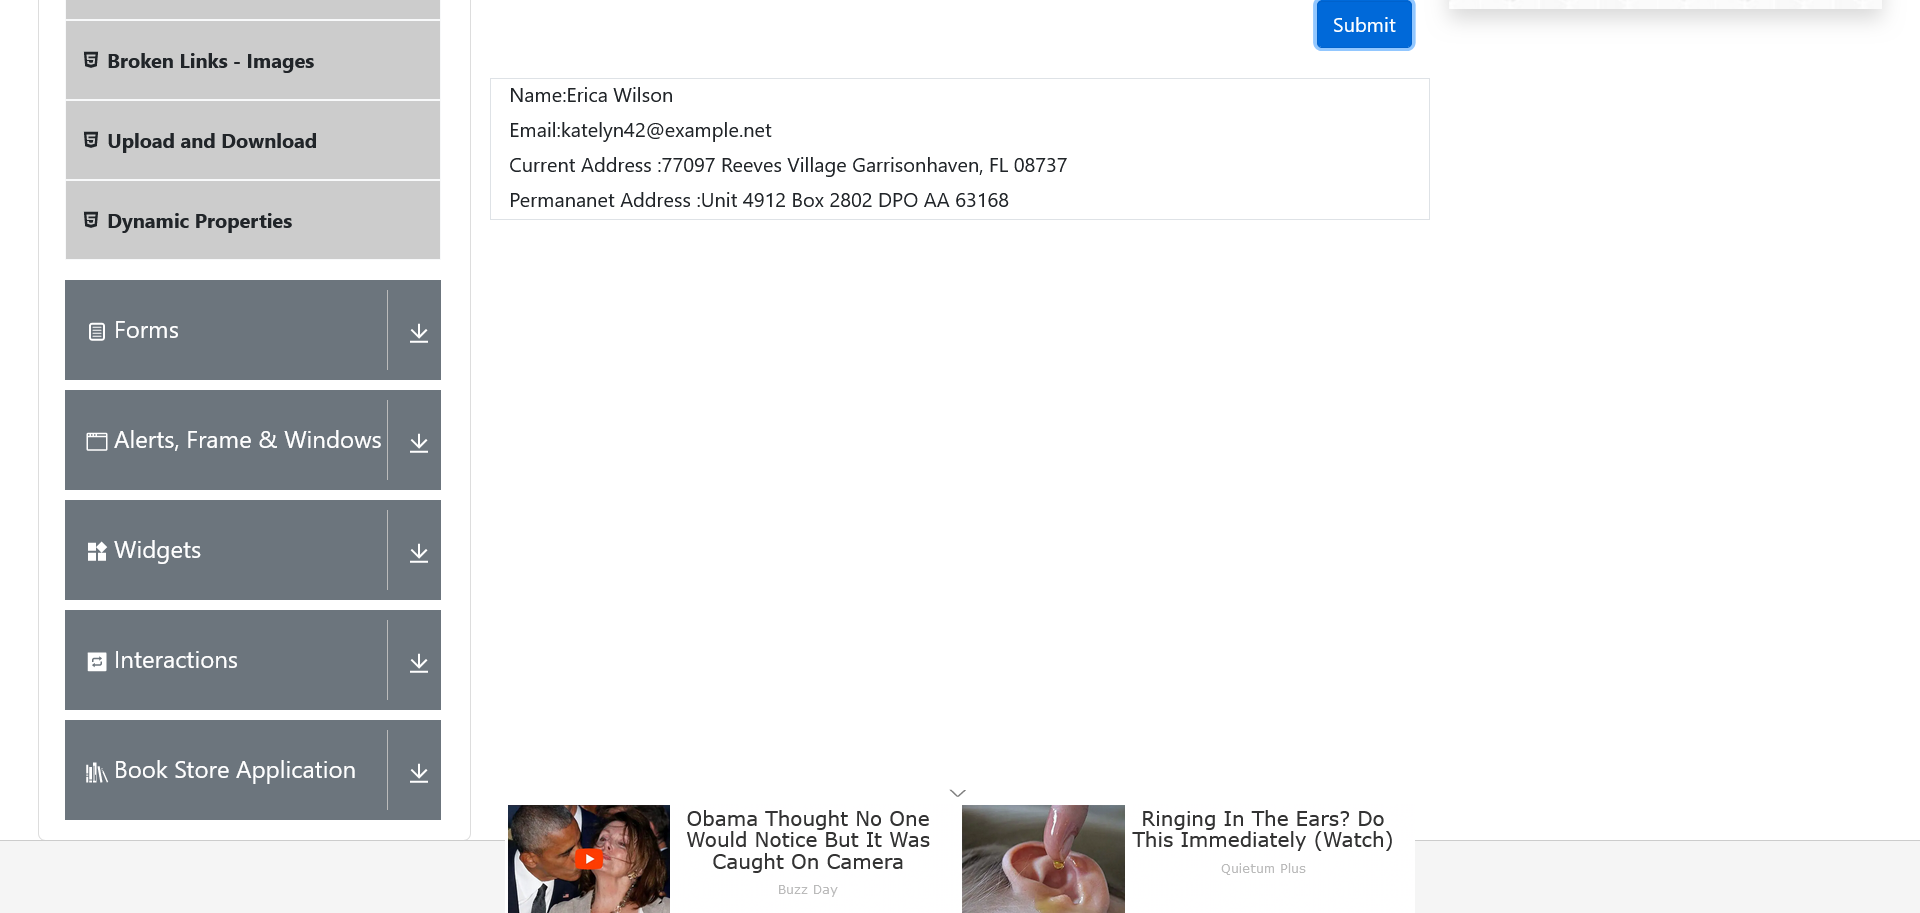 Submit
Broken Links - Images
Upload and Download
Dynamic Properties
Name:Erica Wilson
Email:katelyn42@example.net
Current Address :77097 Reeves Village Garrisonhaven, FL 08737
Permananet Address :Unit 4912 Box 2802 DPO AA 63168
Forms
Alerts, Frame & Windows
Widgets
Interactions
Book Store Application
Obama Thought No One
Would Notice But It Was
Caught On Camera
Buzz Day
Ringing In The Ears? Do
This Immediately (Watch)
Quietum Plus